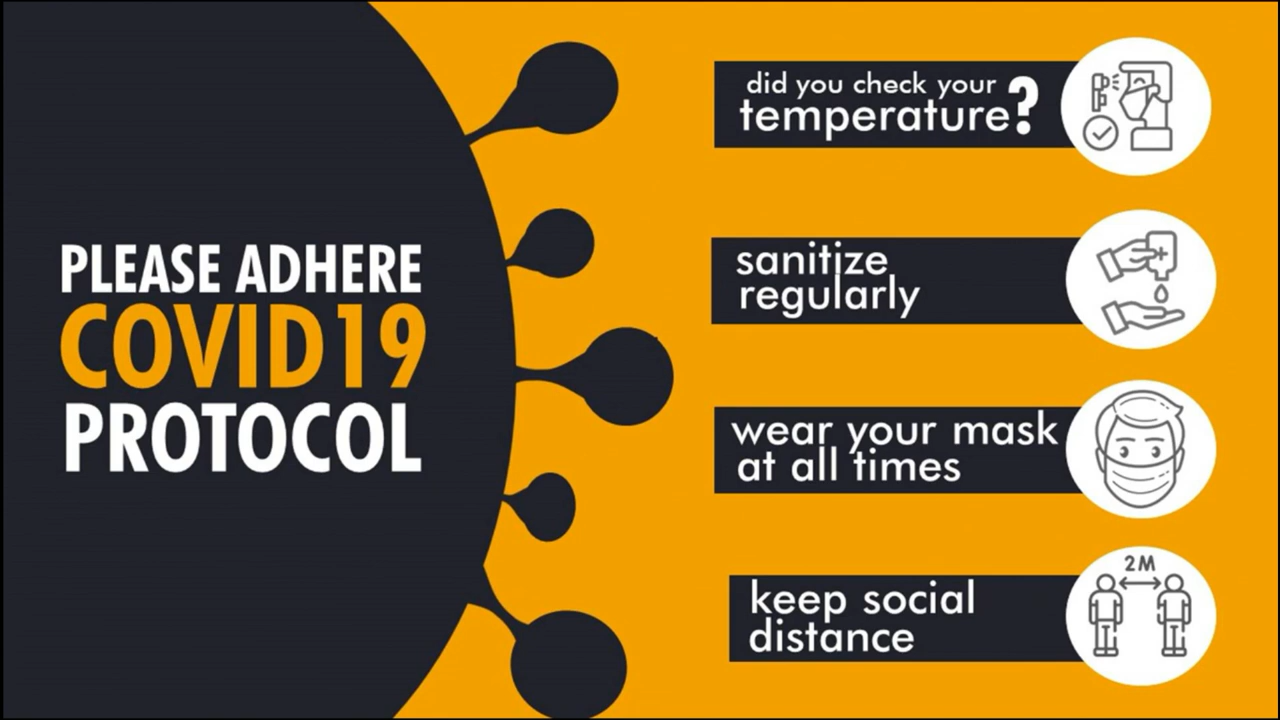 PLEASE ADHERE
COVID19
PROTOCOL
did you check your
temperature?
sanitize
regularly
wear your mask
at all times
keep social
distance
2M